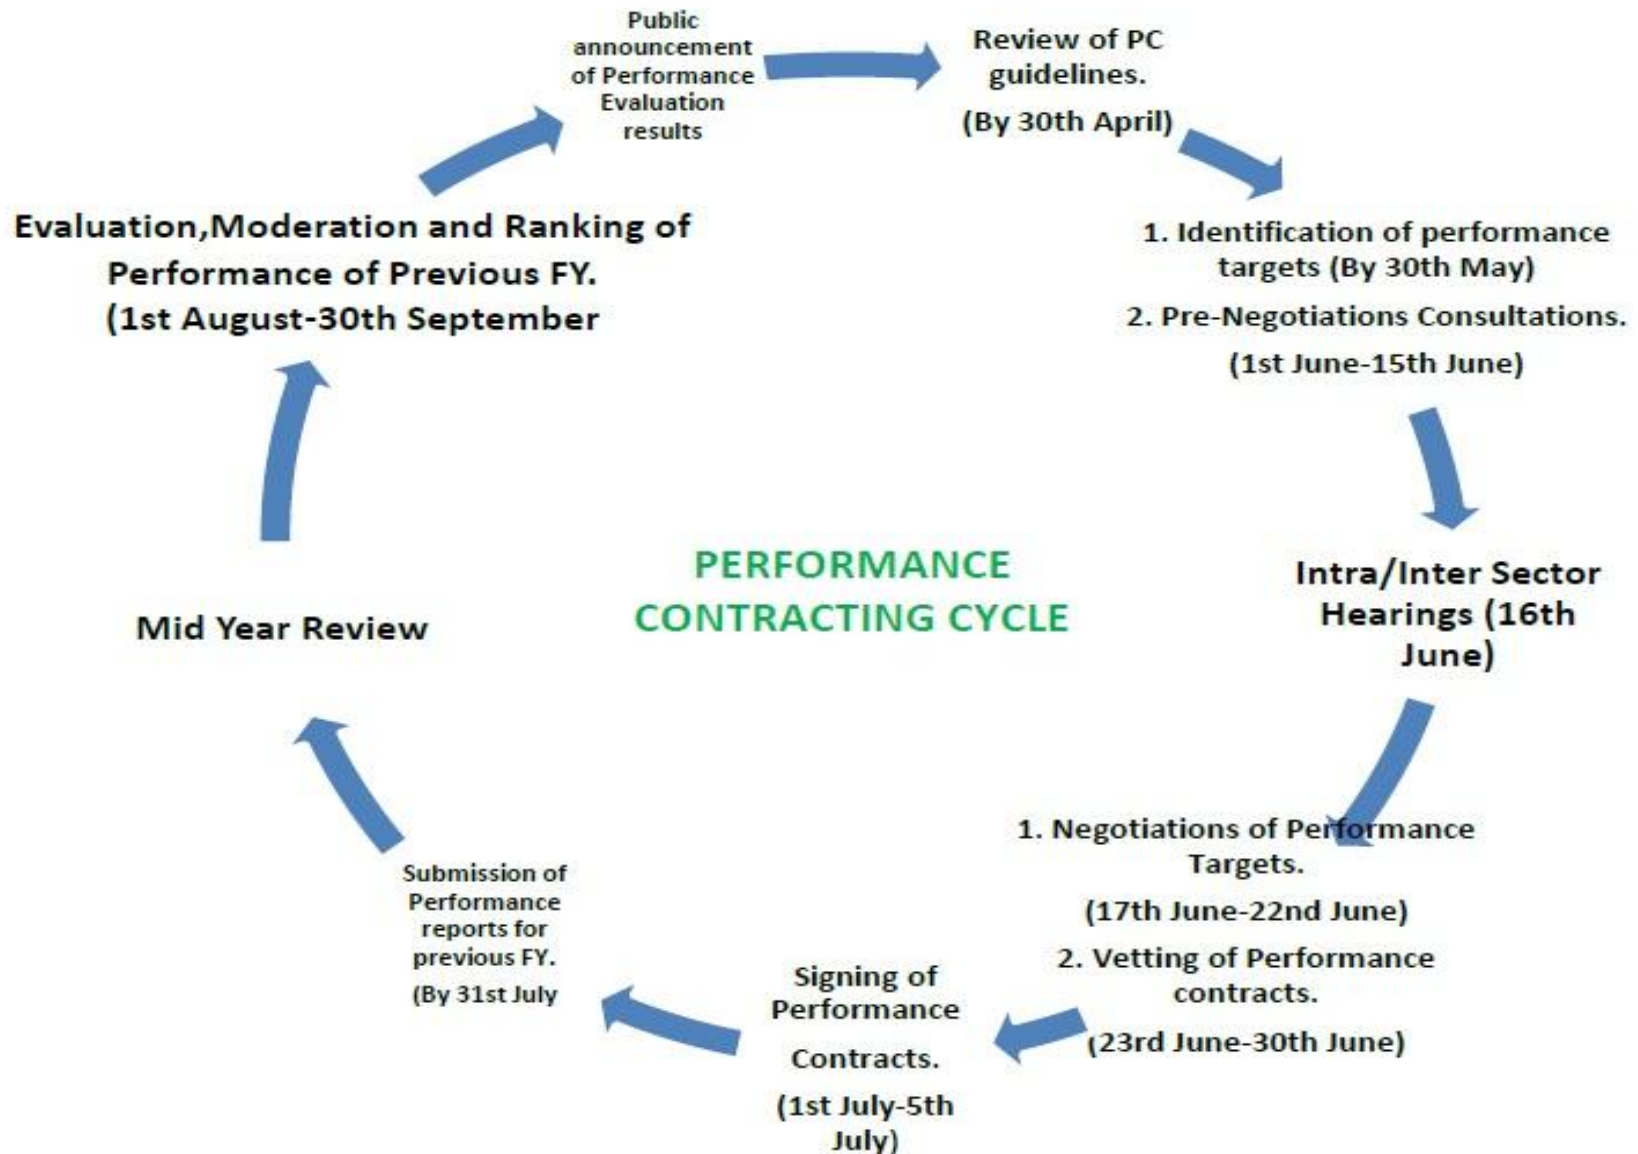 Public
announcement
of Performance
Evaluation
results
Review of PC
guidelines.
(By 30th April)
1. Identification of performance
targets (By 30th May)
2. Pre-Negotiations Consultations.
(1st June-15th June)
Intra/Inter Sector
Hearings (16th
June)
1. Negotiations of Performance
Targets.
(17th June-22nd June)
2. Vetting of Performance
contracts.
(23rd June-30th June)
Signing of
Performance
Contracts.
(1st July-5th
July)
Submission of
Performance
reports for
previous FY.
(By 31st July
Mid Year Review
Evaluation,Moderation and Ranking of
Performance of Previous FY.
(1st August-30th September
PERFORMANCE
CONTRACTING CYCLE